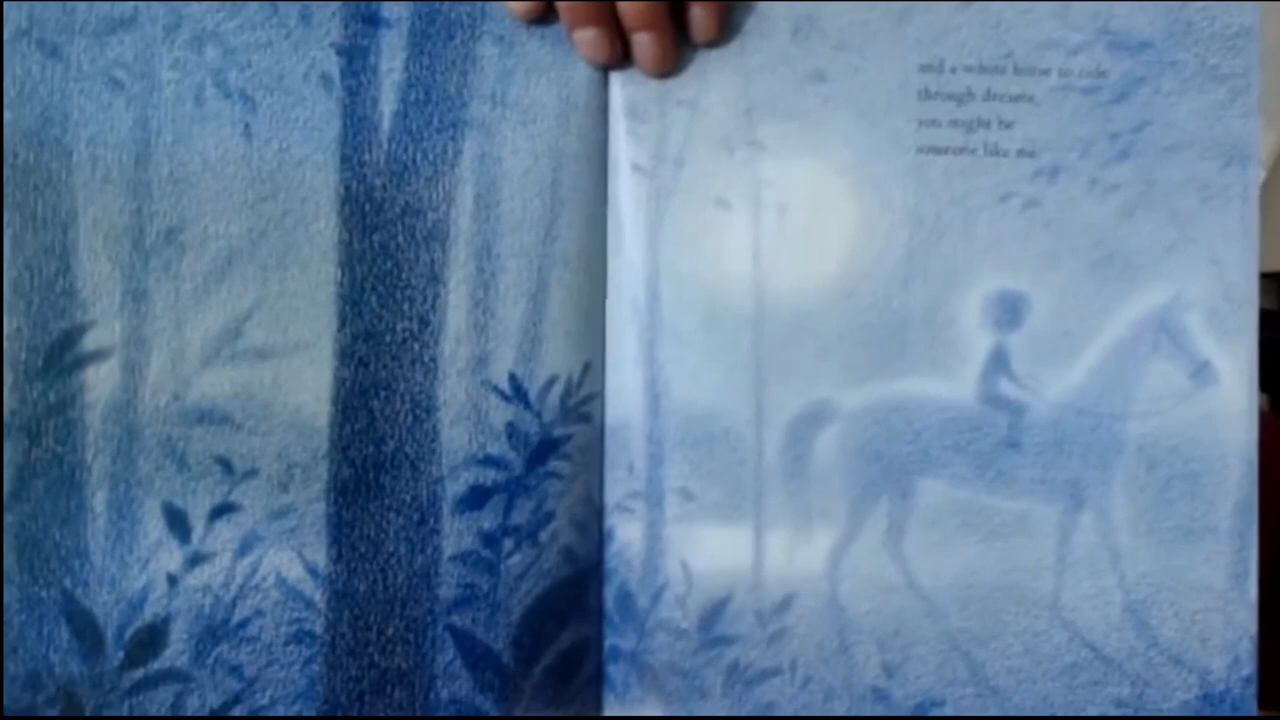 and a white horse to ride
through dreams,
you might be
someone like me.